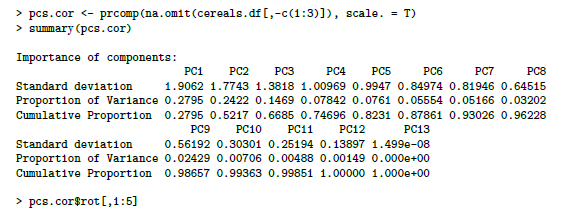 > pcs.cor <- prcomp(na.omit(cereals.df[,-c(1:3)]), scale. = T)
> summary(pcs.cor)
Importance of components:
PC1 PC2 PC3 PC4 PC5 PC6 PC7 PC8
Standard deviation 1.9062 1.7743 1.3818 1.00969 0.9947 0.84974 0.81946 0.64515
Proportion of Variance 0.2795 0.2422 0.1469 0.07842 0.0761 0.05554 0.05166 0.03202
Cumulative Proportion 0.2795 0.5217 0.6685 0.74696 0.8231 0.87861 0.93026 0.96228
PC9 PC10 PC11 PC12 PC13
Standard deviation 0.56192 0.30301 0.25194 0.13897 1.499e-08
Proportion of Variance 0.02429 0.00706 0.00488 0.00149 0.000e+00
Cumulative Proportion 0.98657 0.99363 0.99851 1.00000 1.000e+00
> pcs.cor$rot[,1:5]